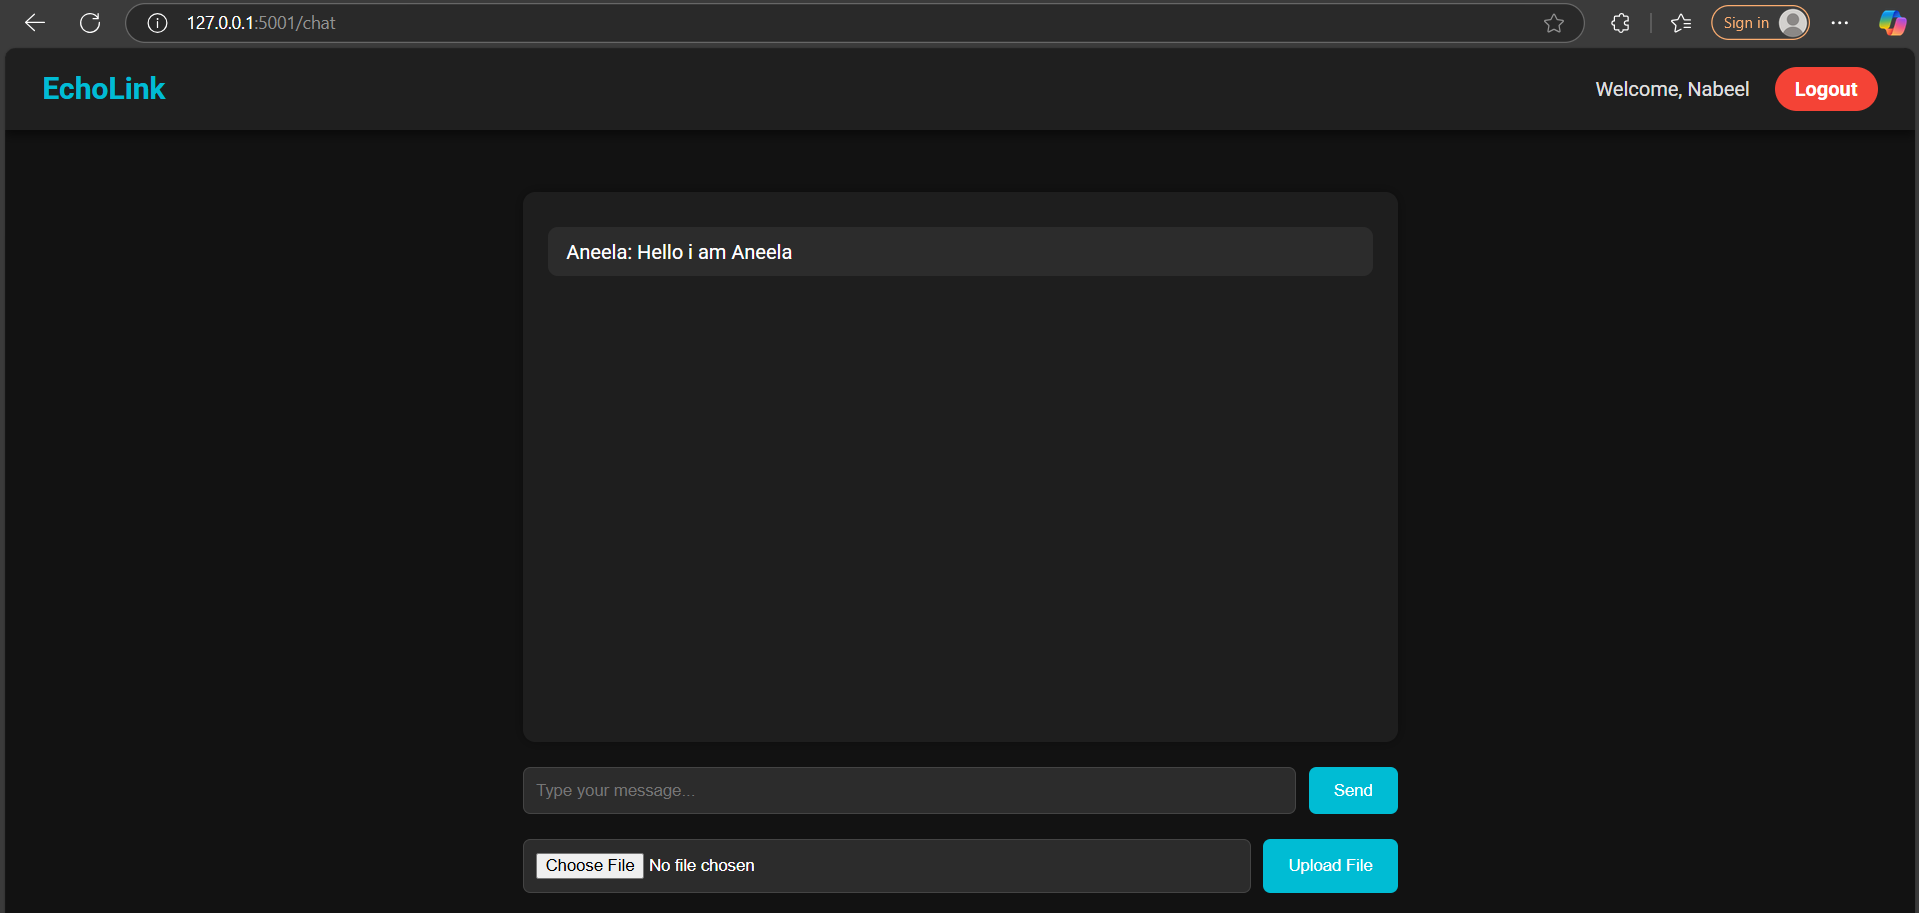 127.0.0.1:5001/chat
Sign in
EchoLink
Welcome, Nabeel
Logout
Aneela: Hello i am Aneela
Type your message...
Send
Choose File No file chosen
Upload File